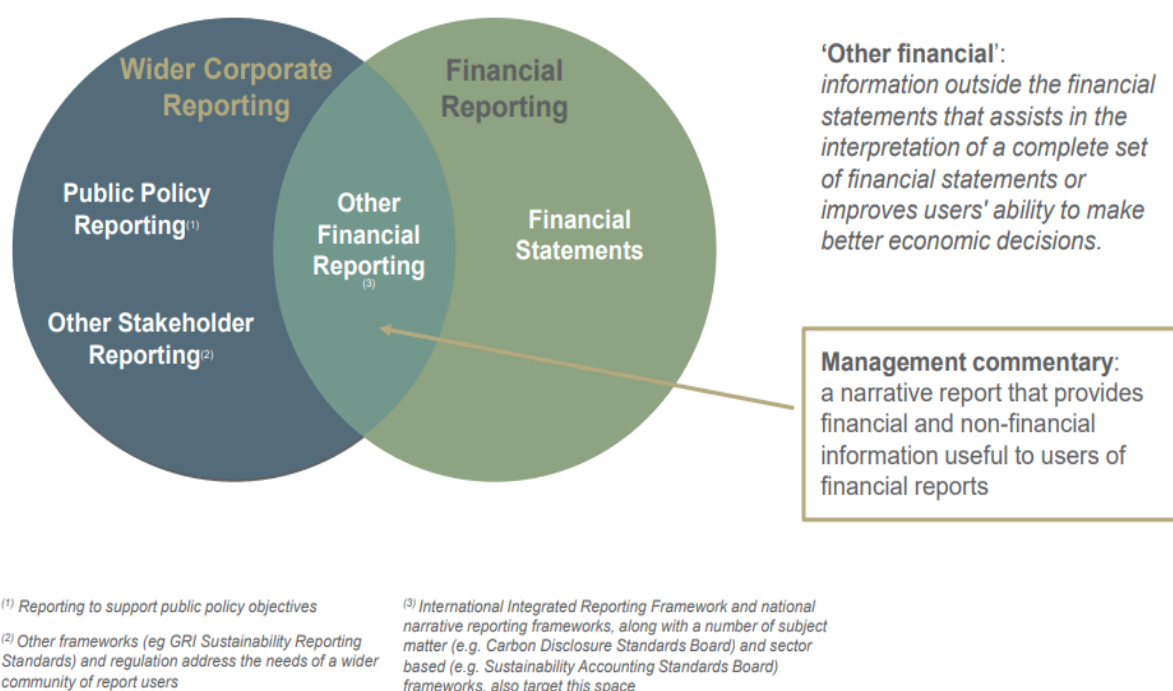 Wider Corporate
Reporting
Financial
Reporting
Public Policy
Reporting(1)
Other Stakeholder
Reporting(2)
Other
Financial
Reporting
(3)
Financial
Statements
‘Other financial’:
information outside the financial
statements that assists in the
interpretation of a complete set
of financial statements or
improves users' ability to make
better economic decisions.
Management commentary:
a narrative report that provides
financial and non-financial
information useful to users of
financial reports
(1) Reporting to support public policy objectives
(2) Other frameworks (eg GRI Sustainability Reporting
Standards) and regulation address the needs of a wider
community of report users
(3) International Integrated Reporting Framework and national
narrative reporting frameworks, along with a number of subject
matter (e.g. Carbon Disclosure Standards Board) and sector
based (e.g. Sustainability Accounting Standards Board)
frameworks, also target this space